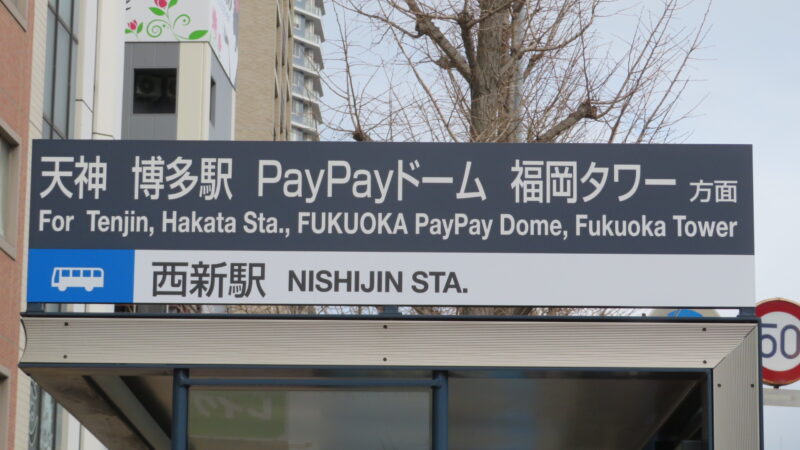 天神 博多駅 PayPayドーム 福岡タワー 方面
For Tenjin, Hakata Sta., FUKUOKA PayPay Dome, Fukuoka Tower
西新駅 NISHIJIN STA.
50